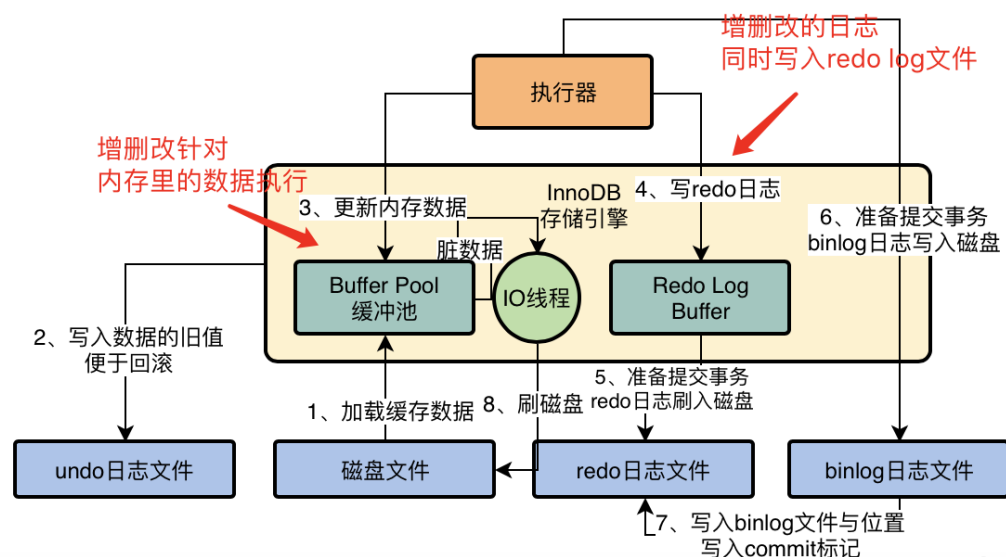 增删改的日志
同时写入redo log文件
执行器
增删改针对
内存里的数据执行
InnoDB
存储引擎
4、写redo日志
3、更新内存数据
6、准备提交事务
binlog日志写入磁盘
脏数据
Buffer Pool
缓冲池
IO线程
Redo Log
Buffer
2、写入数据的旧值
便于回滚
5、准备提交事务
redo日志刷入磁盘
1、加载缓存数据
8、刷磁盘
undo日志文件
磁盘文件
redo日志文件
binlog日志文件
7、写入binlog文件与位置
写入commit标记